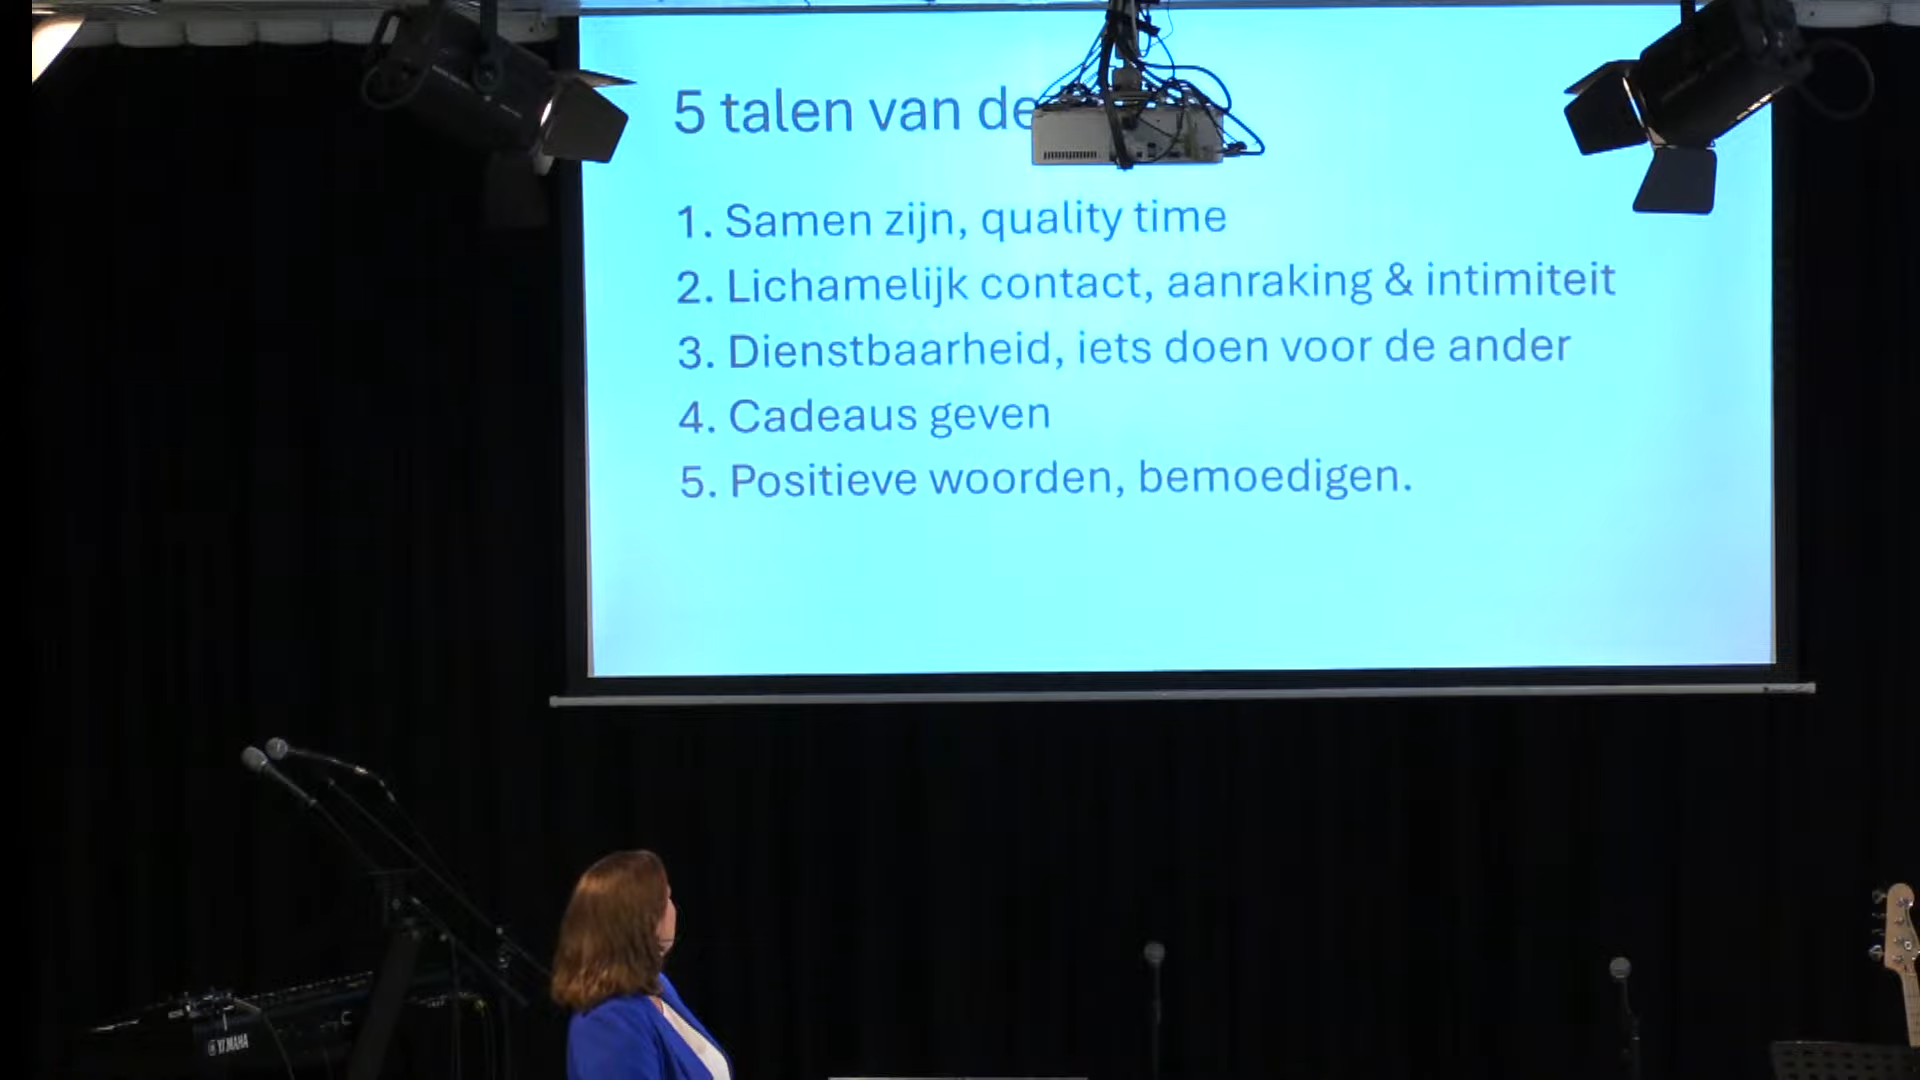 5 talen van de
1. Samen zijn, quality time
2. Lichamelijk contact, aanraking & intimiteit
3. Dienstbaarheid, iets doen voor de ander
4. Cadeaus geven
5. Positieve woorden, bemoedigen.
YAMAHA